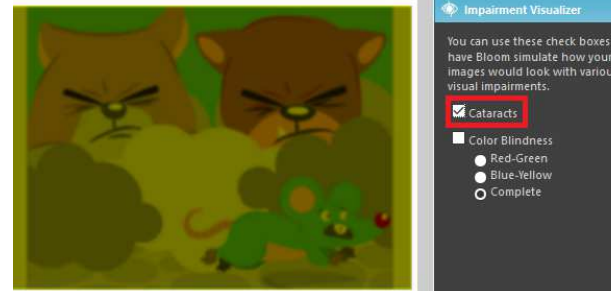 Impairment Visualizer
You can use these check boxes
have Bloom simulate how your
images would look with variou
visual impairments.
Cataracts
Color Blindness
Red-Green
Blue-Yellow
Complete